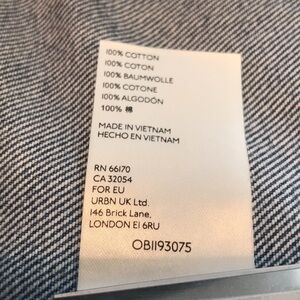 100% COTTON
100% COTON
100% BAUMWOLLE
100% COTONE
100% ALGODÓN
100% 棉
MADE IN VIETNAM
HECHO EN VIETNAM
RN 66170
CA 32054
FOR EU
URBN UK Ltd.
146 Brick Lane,
LONDON E1 6RU
OB1193075